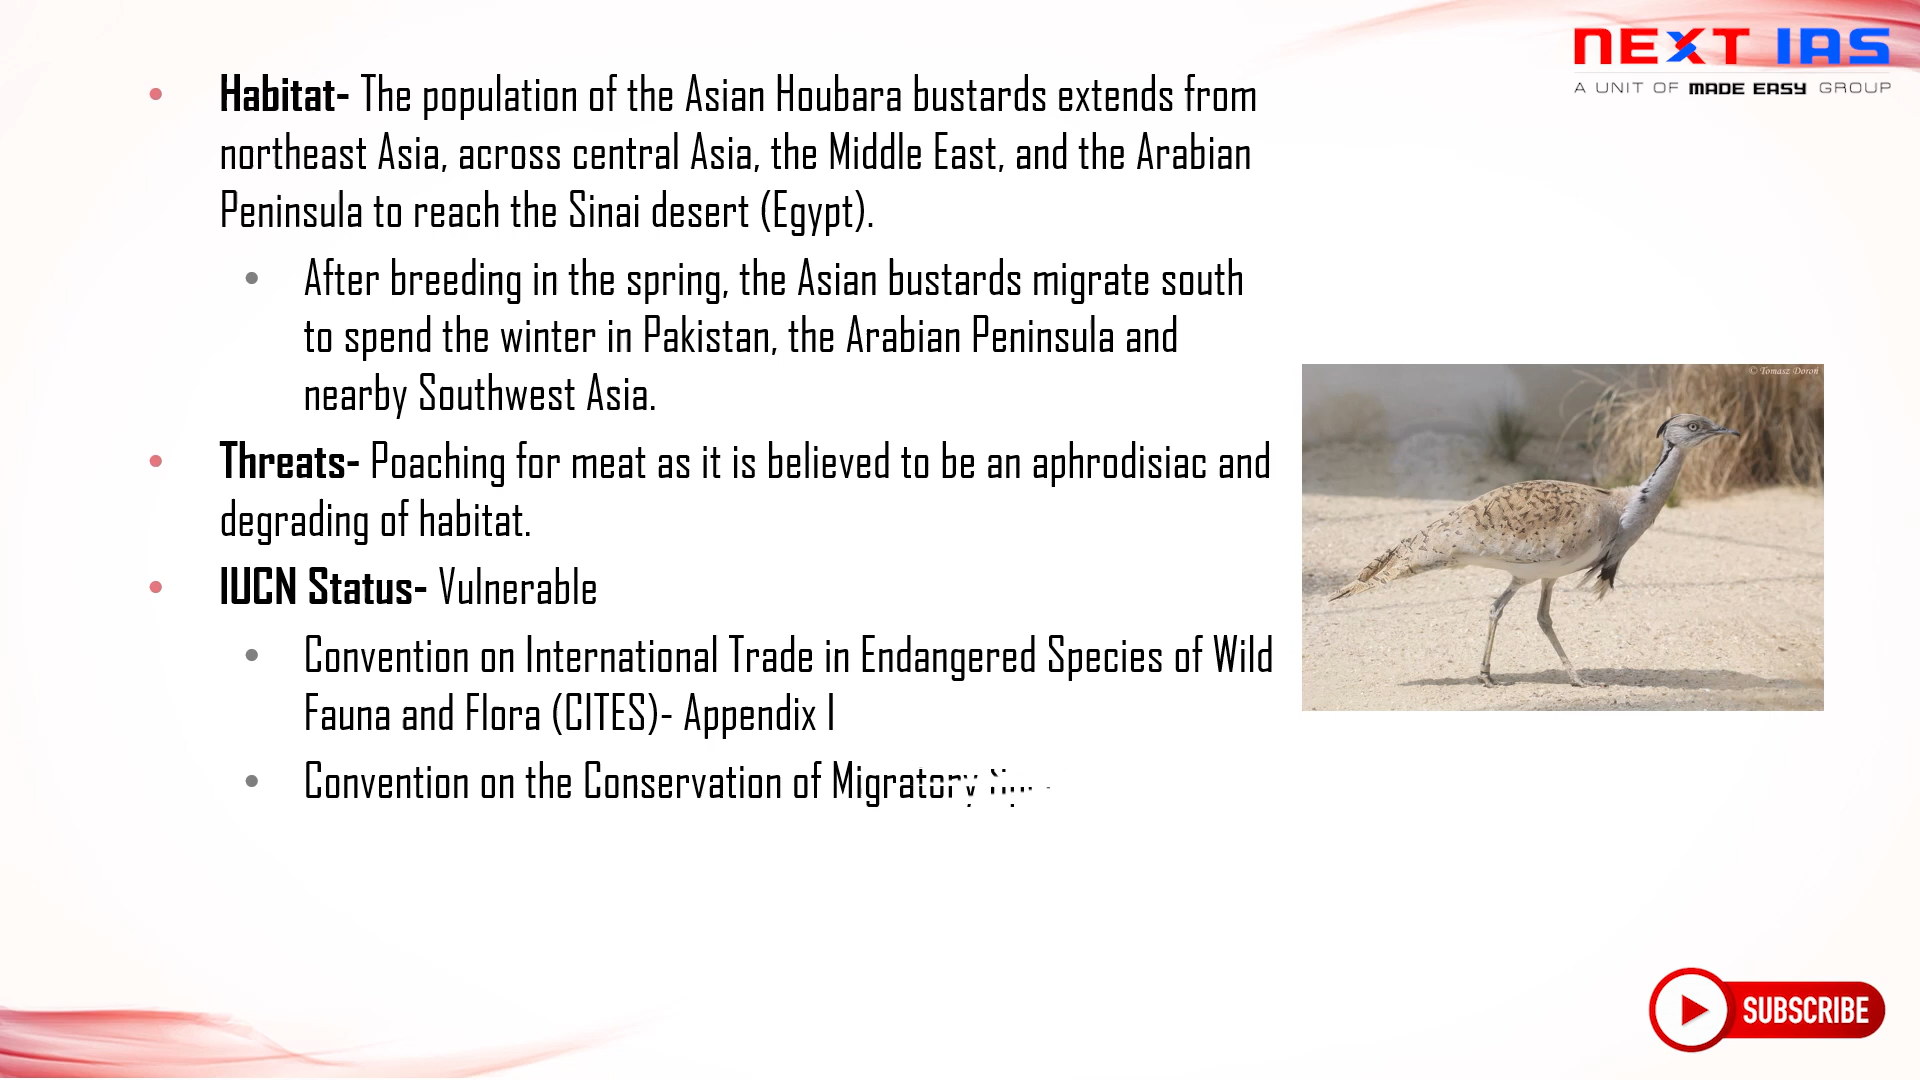 NEXT IAS
A UNIT OF MADE EASY GROUP
• Habitat- The population of the Asian Houbara bustards extends from
northeast Asia, across central Asia, the Middle East, and the Arabian
Peninsula to reach the Sinai desert (Egypt).
• After breeding in the spring, the Asian bustards migrate south
to spend the winter in Pakistan, the Arabian Peninsula and
nearby Southwest Asia.
© Tomasz Doroń
• Threats- Poaching for meat as it is believed to be an aphrodisiac and
degrading of habitat.
• IUCN Status- Vulnerable
• Convention on International Trade in Endangered Species of Wild
Fauna and Flora (CITES)- Appendix I
• Convention on the Conservation of Migratory
SUBSCRIBE